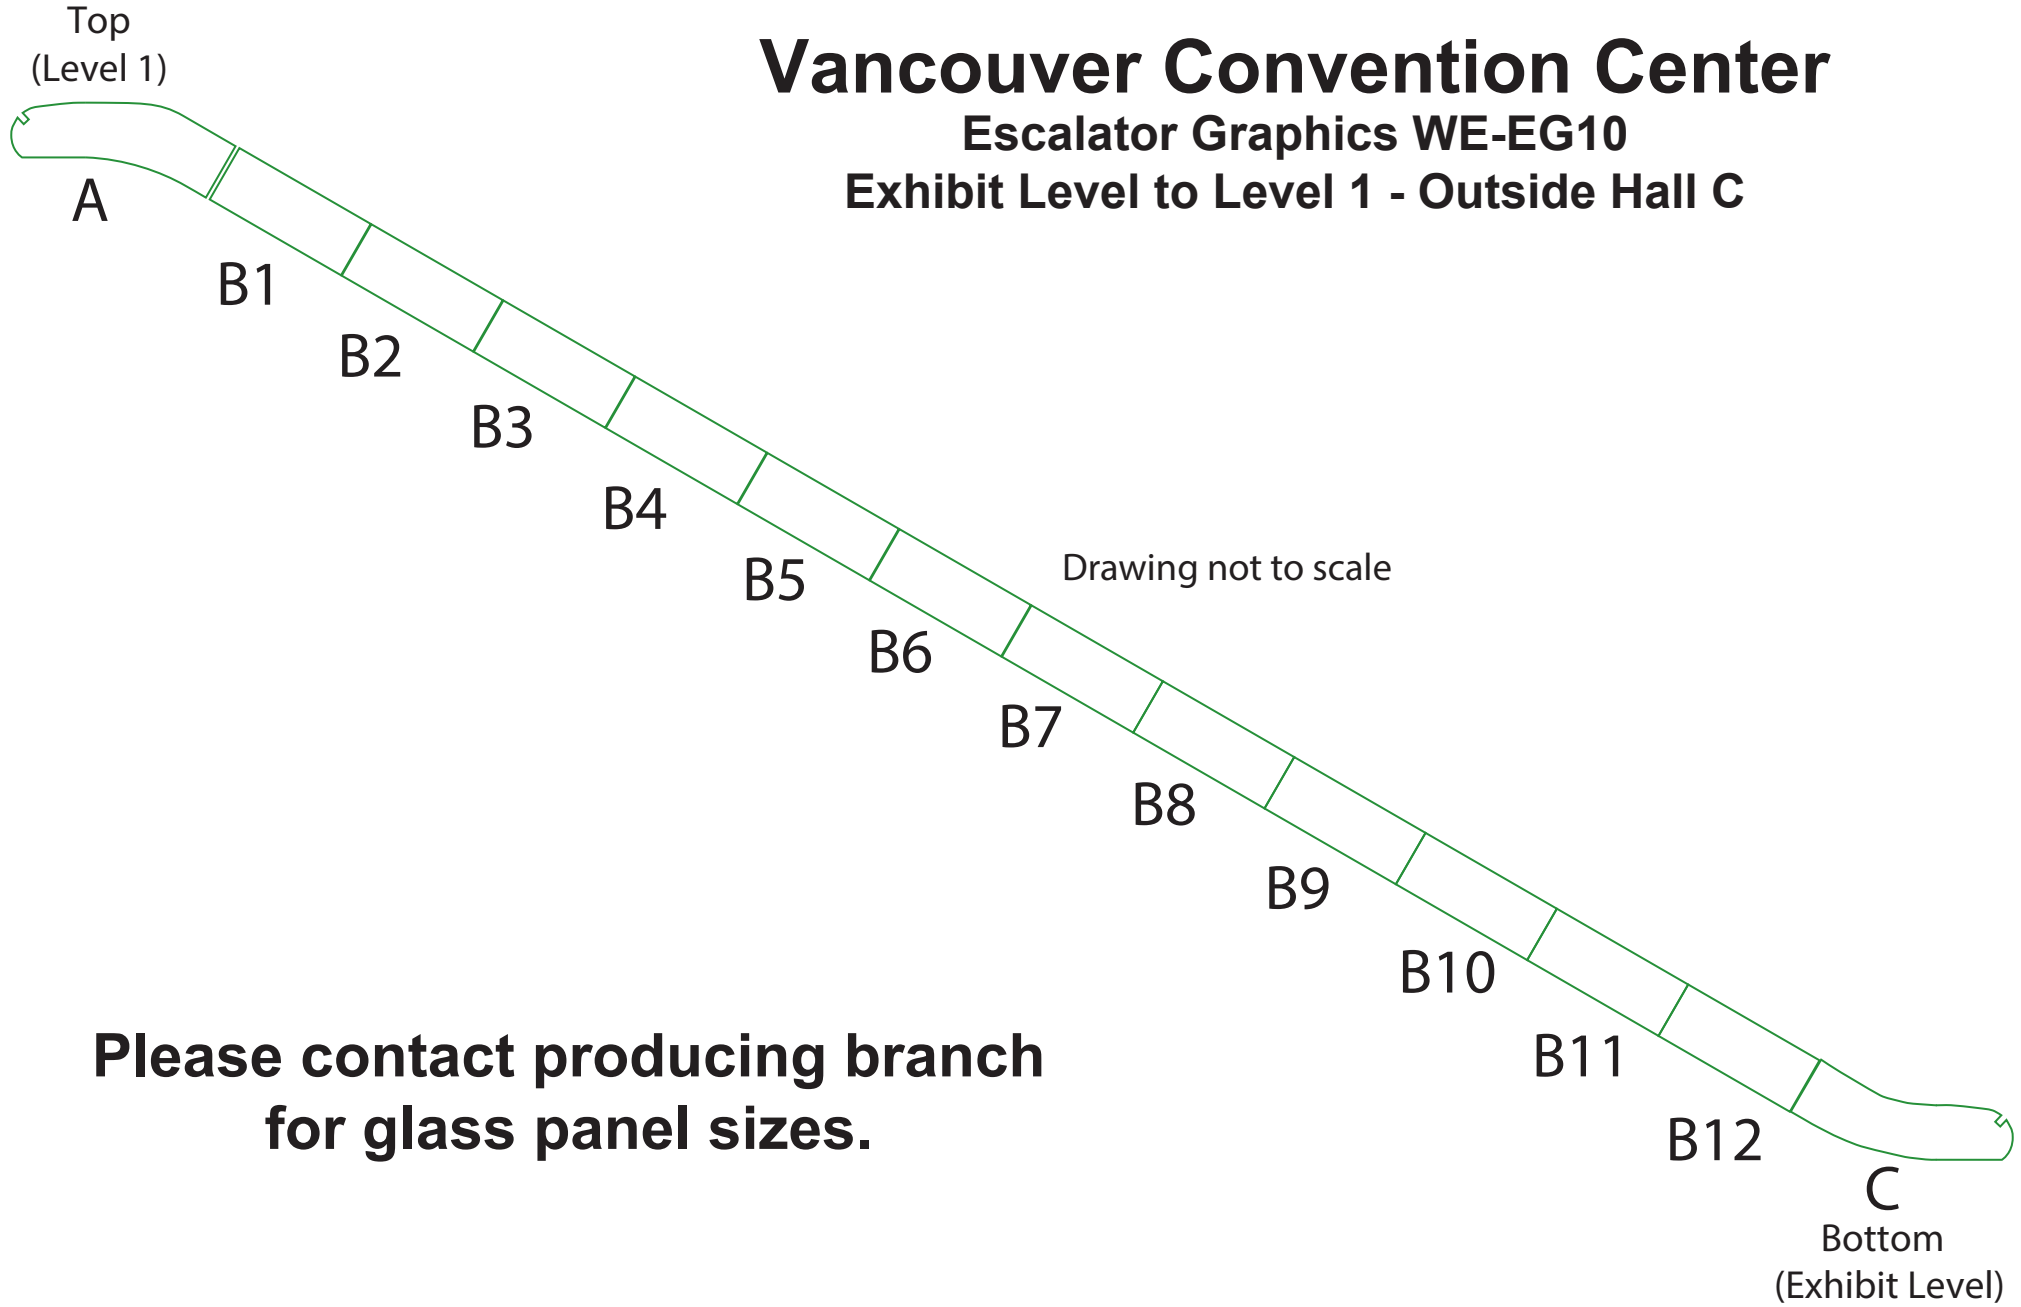 Top
(Level 1)
Vancouver Convention Center
Escalator Graphics WE-EG10
Exhibit Level to Level 1 - Outside Hall C
A
B1
B2
B3
B4
B5
Drawing not to scale
B6
B7
B8
B9
B10
B11
B12
Please contact producing branch
for glass panel sizes.
C
Bottom
(Exhibit Level)